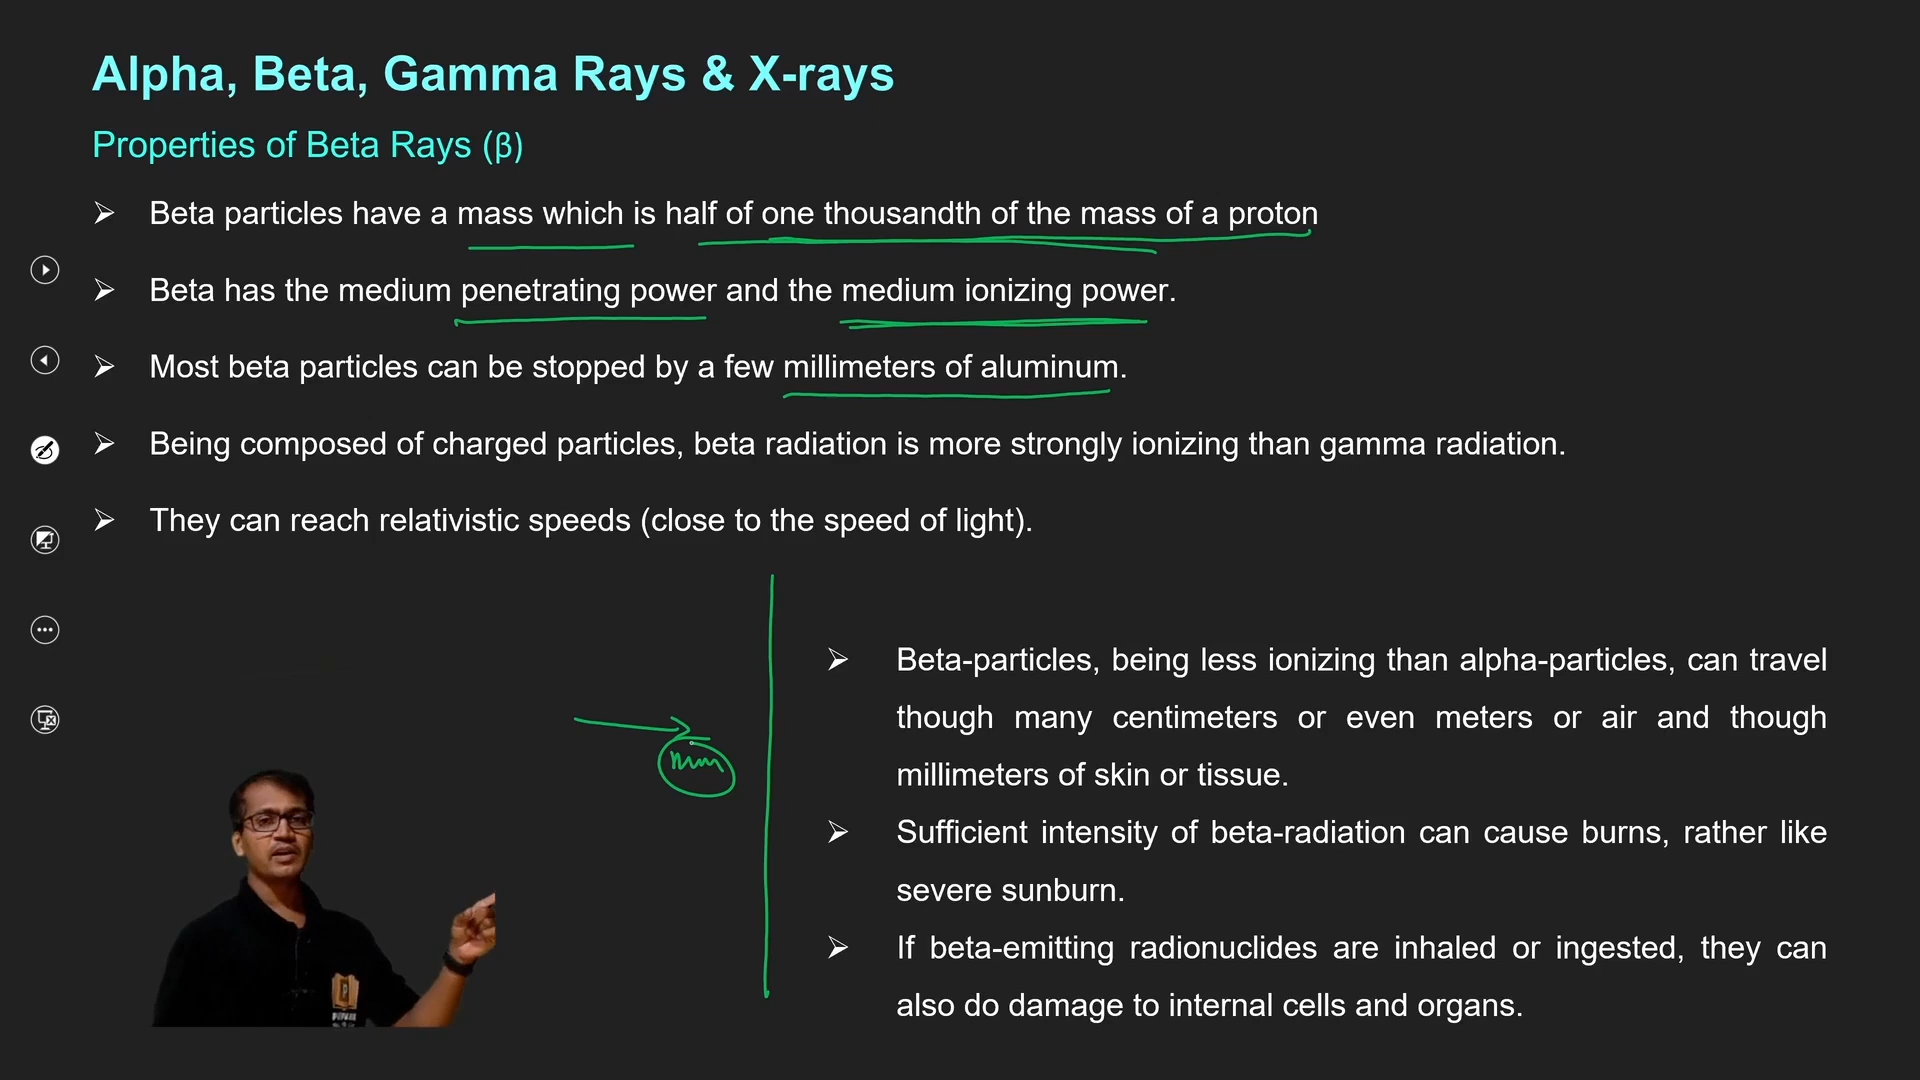 Alpha, Beta, Gamma Rays & X-rays
Properties of Beta Rays (β)
➢ Beta particles have a mass which is half of one thousandth of the mass of a proton
➢ Beta has the medium penetrating power and the medium ionizing power.
➢ Most beta particles can be stopped by a few millimeters of aluminum.
➢ Being composed of charged particles, beta radiation is more strongly ionizing than gamma radiation.
➢ They can reach relativistic speeds (close to the speed of light).
➢ Beta-particles, being less ionizing than alpha-particles, can travel
though many centimeters or even meters or air and though
millimeters of skin or tissue.
➢ Sufficient intensity of beta-radiation can cause burns, rather like
severe sunburn.
➢ If beta-emitting radionuclides are inhaled or ingested, they can
also do damage to internal cells and organs.
mm